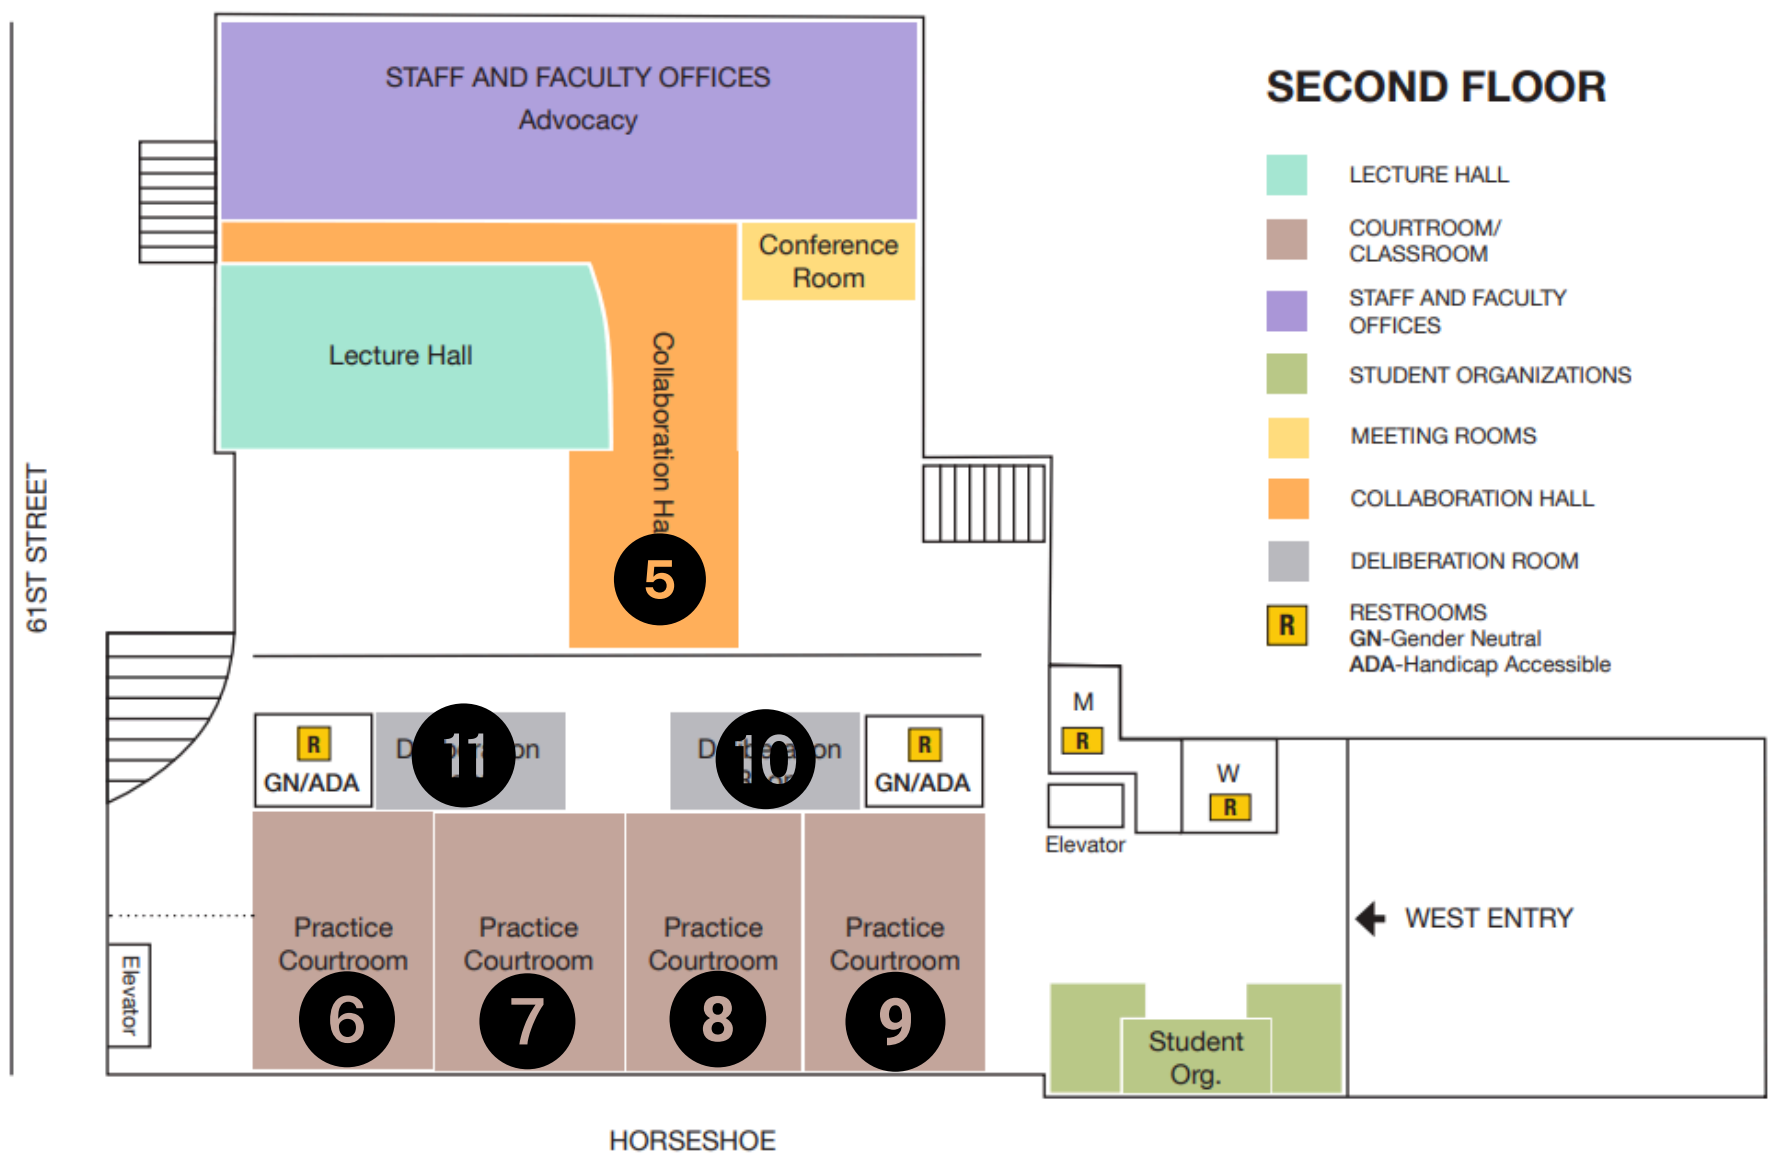 SECOND FLOOR
STAFF AND FACULTY OFFICES
Advocacy
Conference
Room
Lecture Hall
Collaboration
5
LECTURE HALL
COURTROOM/
CLASSROOM
STAFF AND FACULTY
OFFICES
STUDENT ORGANIZATIONS
MEETING ROOMS
COLLABORATION HALL
DELIBERATION ROOM
R
RESTROOMS
GN-Gender Neutral
ADA-Handicap Accessible
61ST STREET
R
GN/ADA
11
10
R
GN/ADA
M
R
W
R
Elevator
WEST ENTRY
Practice
Courtroom
6
Practice
Courtroom
7
Practice
Courtroom
8
Practice
Courtroom
9
Elevator
Student
Org.
HORSESHOE